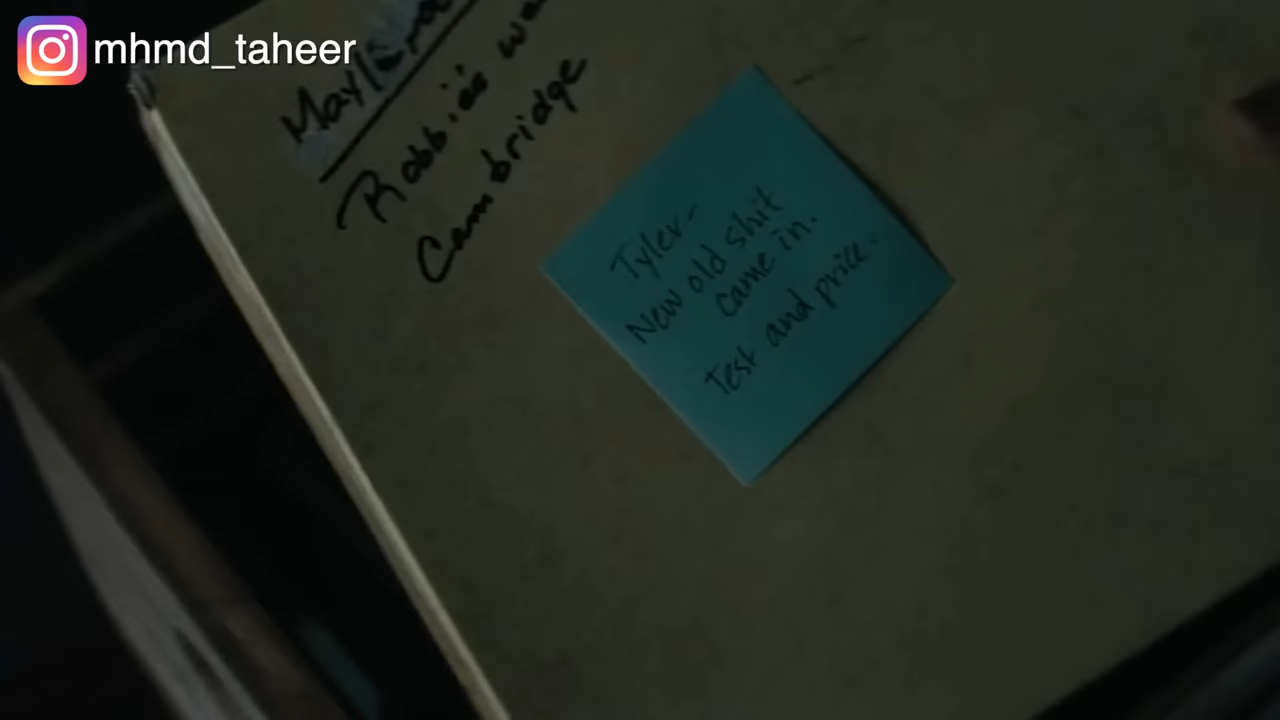 mhmd_taheer
Robbie's
Cambridge
Tyler-
New old shit
came in.
Test and price.